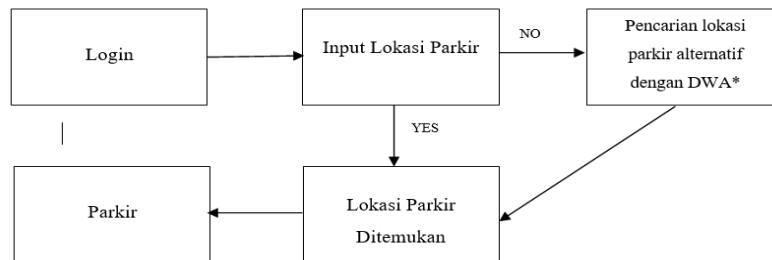 Login
Input Lokasi Parkir
NO
Pencarian lokasi
parkir alternatif
dengan DWA*
YES
Parkir
Lokasi Parkir
Ditemukan